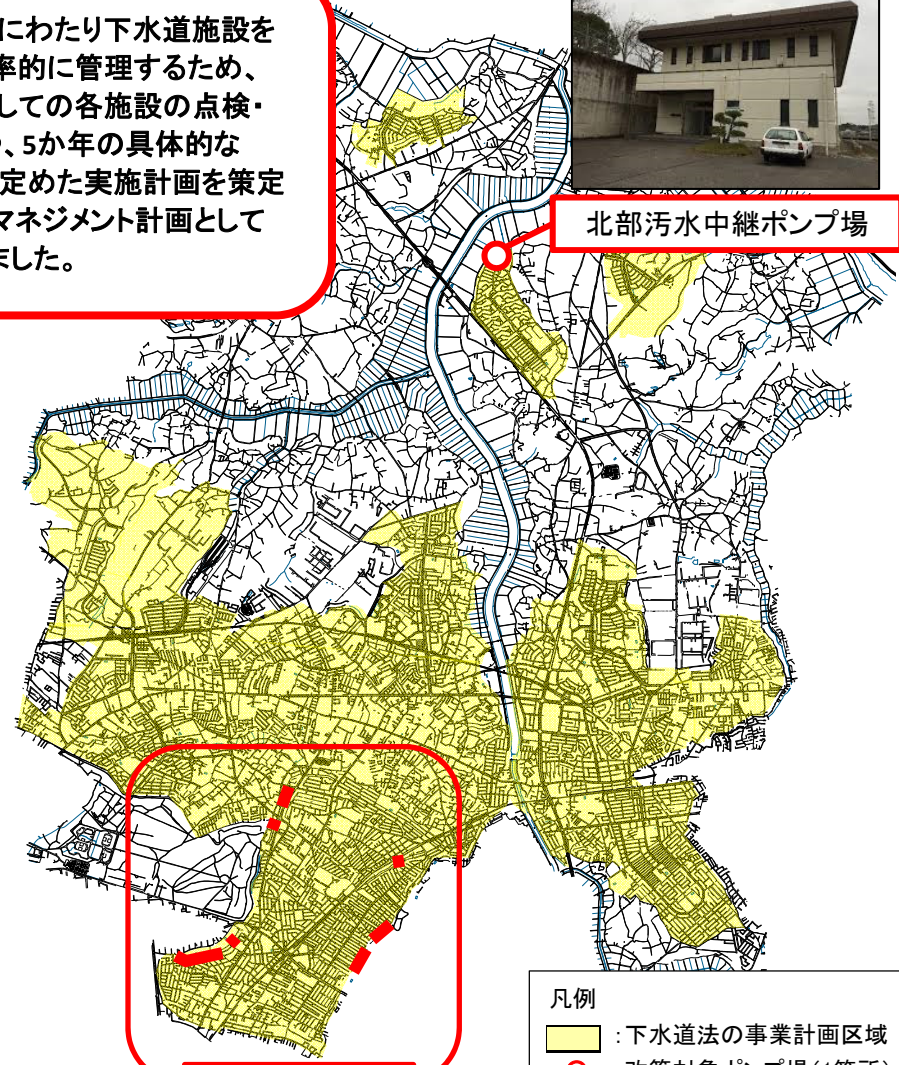 にわたり下水道施設を
率的に管理するため、
しての各施設の点検・
、5か年の具体的な
定めた実施計画を策定
マネジメント計画として
ました。
北部汚水中継ポンプ場
凡例
:下水道法の事業計画区域